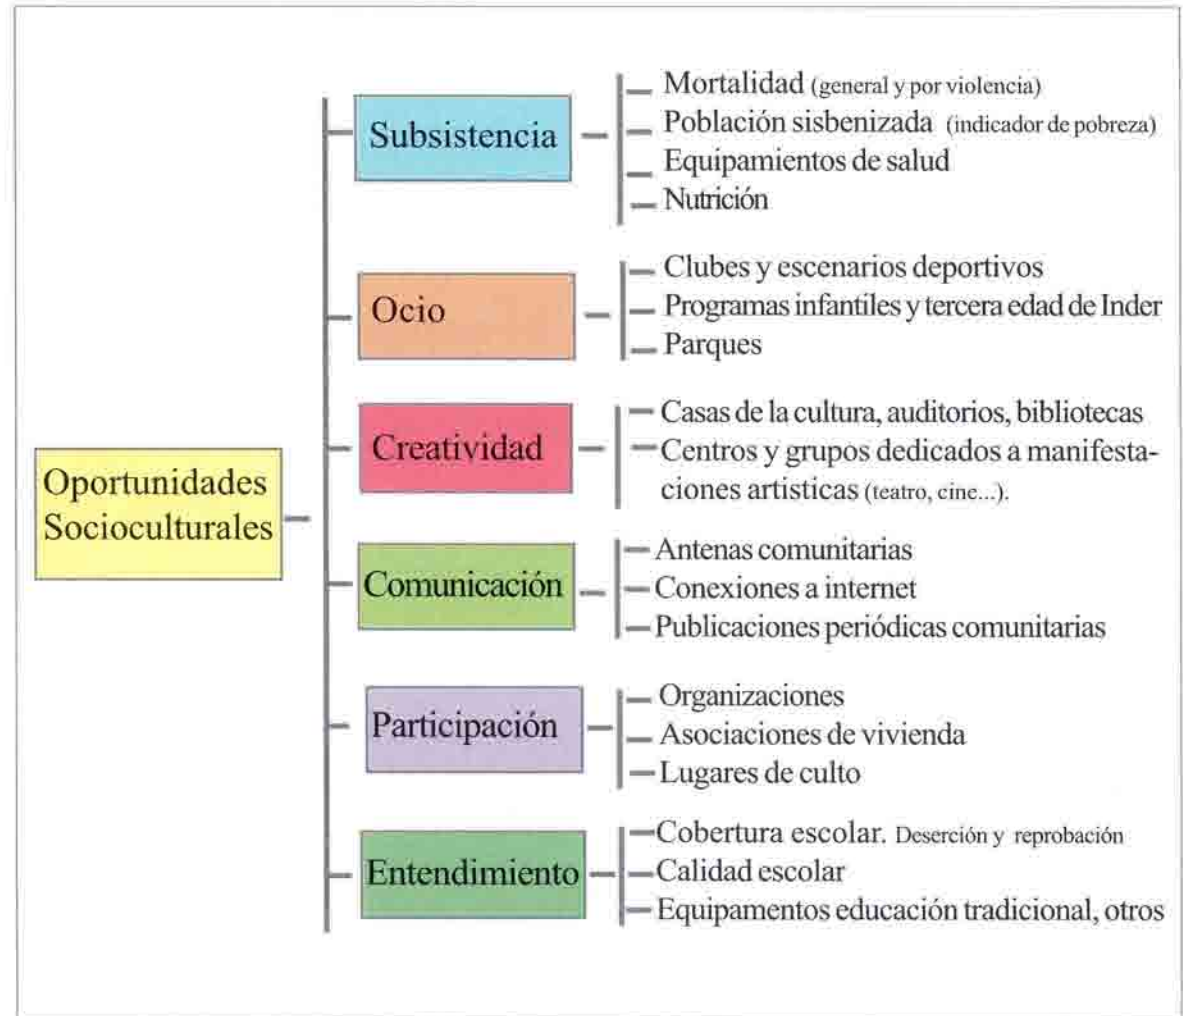 Oportunidades
Socioculturales
Subsistencia
Mortalidad (general y por violencia)
Población sisbenizada (indicador de pobreza)
Equipamientos de salud
Nutrición
Ocio
Clubes y escenarios deportivos
Programas infantiles y tercera edad de Inder
Parques
Creatividad
Casas de la cultura, auditorios, bibliotecas
Centros y grupos dedicados a manifesta-
ciones artísticas (teatro, cine...).
Comunicación
Antenas comunitarias
Conexiones a internet
Publicaciones periódicas comunitarias
Participación
Organizaciones
Asociaciones de vivienda
Lugares de culto
Entendimiento
Cobertura escolar. Deserción y reprobación
Calidad escolar
Equipamentos educación tradicional, otros